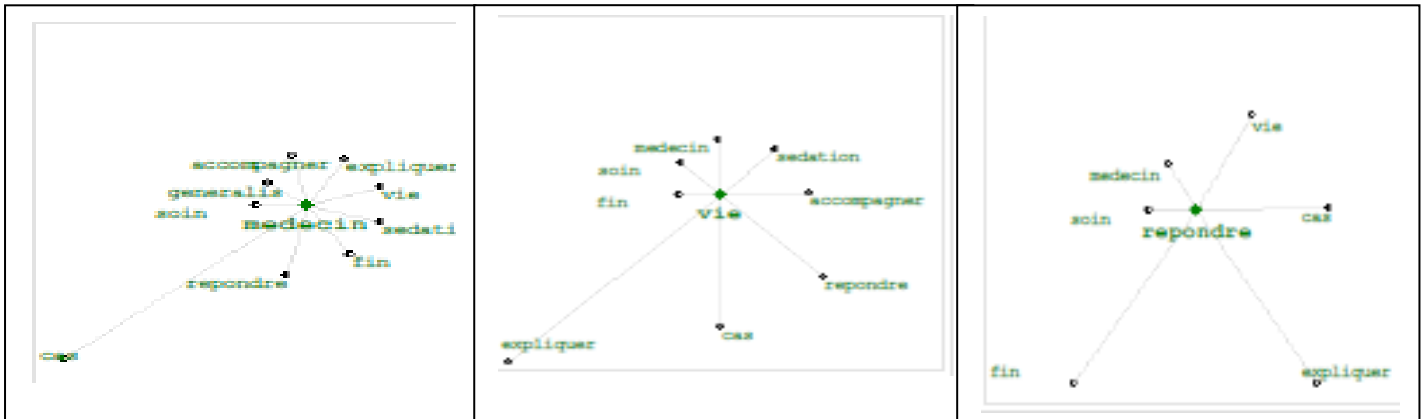 accompagner
expliquer
generalis
vie
soin
medecin
sedati
fin
repondre
cas
medecin
sedation
soin
fin
accompagner
vie
repondre
cas
expliquer
vie
medecin
soin
cas
repondre
fin
expliquer